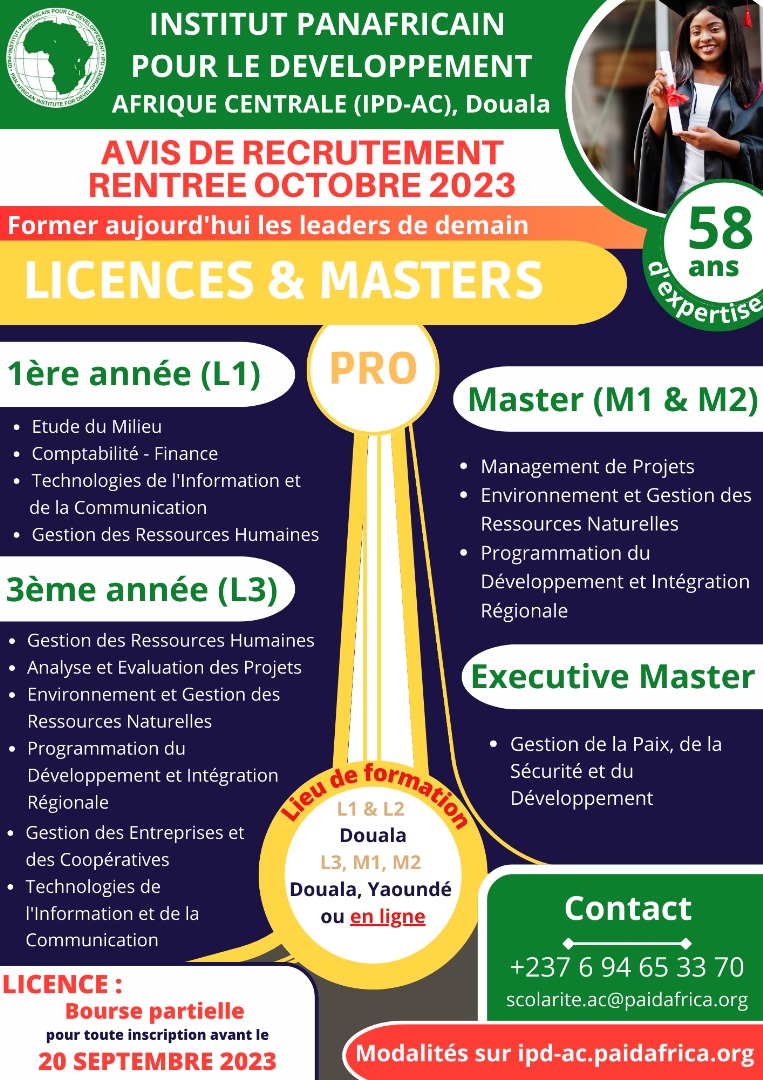 INSTITUT PANAFRICAIN POUR LE DEVELOPPEMENT
PAN AFRICAN INSTITUTE FOR DEVELOPMENT
INSTITUT PANAFRICAIN
POUR LE DEVELOPPEMENT
AFRIQUE CENTRALE (IPD-AC), Douala
AVIS DE RECRUTEMENT
RENTREE OCTOBRE 2023
Former aujourd'hui les leaders de demain
58
ans
d'expertise
LICENCES & MASTERS
PRO
1ère année (L1)
• Etude du Milieu
• Comptabilité - Finance
• Technologies de l'Information et
de la Communication
• Gestion des Ressources Humaines
3ème année (L3)
• Gestion des Ressources Humaines
• Analyse et Evaluation des Projets
• Environnement et Gestion des
Ressources Naturelles
• Programmation du
Développement et Intégration
Régionale
• Gestion des Entreprises et
des Coopératives
• Technologies de
l'Information et de la
Communication
Master (M1 & M2)
• Management de Projets
• Environnement et Gestion des
Ressources Naturelles
• Programmation du
Développement et Intégration
Régionale
Executive Master
• Gestion de la Paix, de la
Sécurité et du
Développement
Lieu de formation
L1 & L2
Douala
L3, M1, M2
Douala, Yaoundé
ou en ligne
Contact
+237 6 94 65 33 70
scolarite.ac@paidafrica.org
LICENCE :
Bourse partielle
pour toute inscription avant le
20 SEPTEMBRE 2023
Modalités sur ipd-ac.paidafrica.org